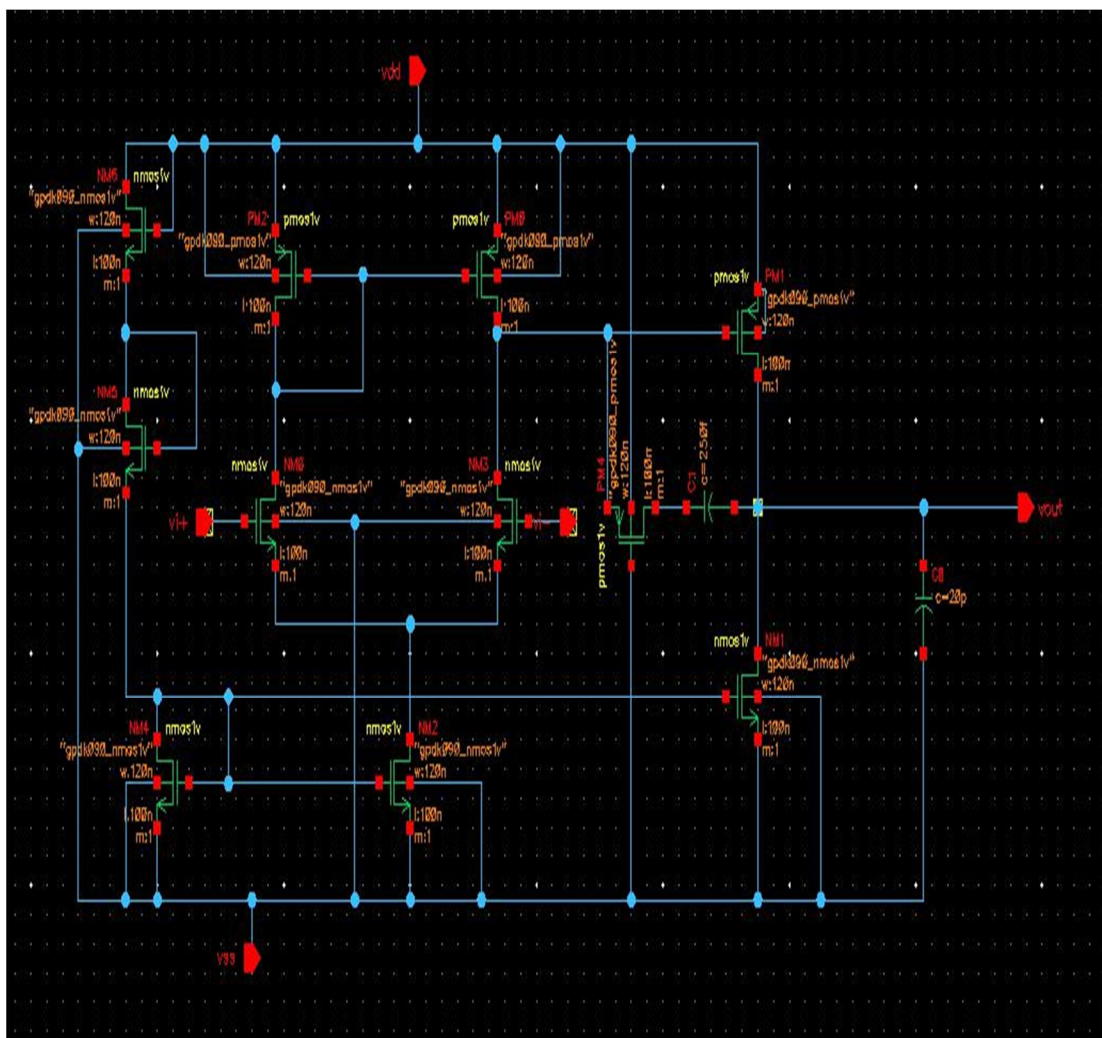 vdd
NM6 nmos1v
"gpdk090_nmos1v"
w:120n
l:100n
m:1
PM2 pmos1v
"gpdk090_pmos1v"
w:120n
l:100n
m:1
pmos1v PM0
"gpdk090_pmos1v"
w:120n
l:100n
m:1
pmos1v PM1
"gpdk090_pmos1v"
w:120n
l:100n
m:1
NM5 nmos1v
"gpdk090_nmos1v"
w:120n
l:100n
m:1
nmos1v NM0
"gpdk090_nmos1v"
w:120n
l:100n
m:1
vi+
NM3 nmos1v
"gpdk090_nmos1v"
w:120n
l:100n
m:1
vi-
PM4
"gpdk090_pmos1v"
w:120n
l:100n
m:1
pmos1v
C1
c=250f
vout
C0
c=20p
nmos1v NM1
"gpdk090_nmos1v"
w:120n
l:100n
m:1
NM4 nmos1v
"gpdk090_nmos1v"
w:120n
l:100n
m:1
nmos1v NM2
"gpdk090_nmos1v"
w:120n
l:100n
m:1
vss